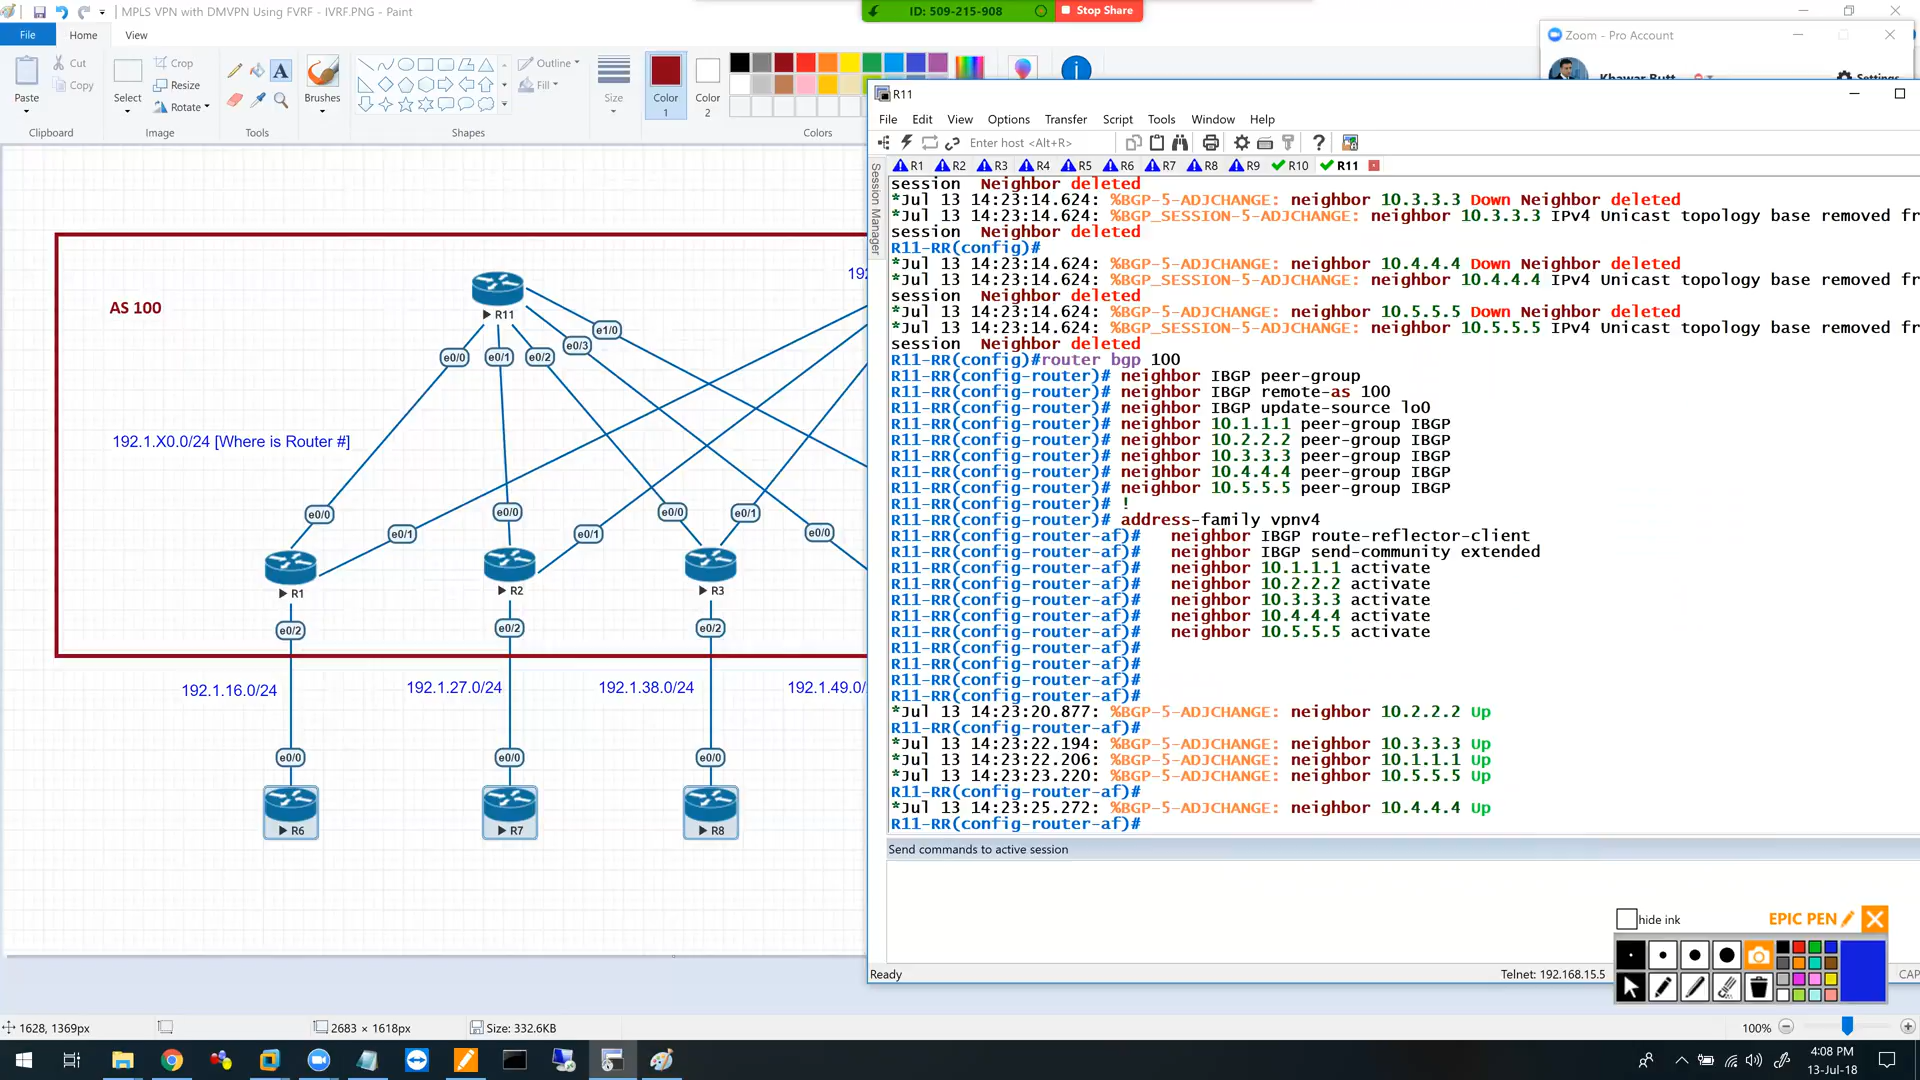 MPLS VPN with DMVPN Using FVRF - IVRF.PNG - Paint
ID: 509-215-908
Stop Share
File
Home
View
Paste
Cut
Copy
Clipboard
Select
Crop
Resize
Rotate
Image
A
Tools
Brushes
Outline
Fill
Shapes
Size
Color
1
Color
2
Colors
Zoom - Pro Account
Khawar Butt
Settings
R11
File Edit View Options Transfer Script Tools Window Help
Enter host <Alt+R>
R1 R2 R3 R4 R5 R6 R7 R8 R9 R10 R11
Session Manager
session  Neighbor deleted
*Jul 13 14:23:14.624: %BGP-5-ADJCHANGE: neighbor 10.3.3.3 Down Neighbor deleted
*Jul 13 14:23:14.624: %BGP_SESSION-5-ADJCHANGE: neighbor 10.3.3.3 IPv4 Unicast topology base removed fr
session  Neighbor deleted
R11-RR(config)#
*Jul 13 14:23:14.624: %BGP-5-ADJCHANGE: neighbor 10.4.4.4 Down Neighbor deleted
*Jul 13 14:23:14.624: %BGP_SESSION-5-ADJCHANGE: neighbor 10.4.4.4 IPv4 Unicast topology base removed fr
session  Neighbor deleted
*Jul 13 14:23:14.624: %BGP-5-ADJCHANGE: neighbor 10.5.5.5 Down Neighbor deleted
*Jul 13 14:23:14.624: %BGP_SESSION-5-ADJCHANGE: neighbor 10.5.5.5 IPv4 Unicast topology base removed fr
session  Neighbor deleted
R11-RR(config)#router bgp 100
R11-RR(config-router)# neighbor IBGP peer-group
R11-RR(config-router)# neighbor IBGP remote-as 100
R11-RR(config-router)# neighbor IBGP update-source lo0
R11-RR(config-router)# neighbor 10.1.1.1 peer-group IBGP
R11-RR(config-router)# neighbor 10.2.2.2 peer-group IBGP
R11-RR(config-router)# neighbor 10.3.3.3 peer-group IBGP
R11-RR(config-router)# neighbor 10.4.4.4 peer-group IBGP
R11-RR(config-router)# neighbor 10.5.5.5 peer-group IBGP
R11-RR(config-router)# !
R11-RR(config-router)# address-family vpnv4
R11-RR(config-router-af)#   neighbor IBGP route-reflector-client
R11-RR(config-router-af)#   neighbor IBGP send-community extended
R11-RR(config-router-af)#   neighbor 10.1.1.1 activate
R11-RR(config-router-af)#   neighbor 10.2.2.2 activate
R11-RR(config-router-af)#   neighbor 10.3.3.3 activate
R11-RR(config-router-af)#   neighbor 10.4.4.4 activate
R11-RR(config-router-af)#   neighbor 10.5.5.5 activate
R11-RR(config-router-af)#
R11-RR(config-router-af)#
R11-RR(config-router-af)#
R11-RR(config-router-af)#
*Jul 13 14:23:20.877: %BGP-5-ADJCHANGE: neighbor 10.2.2.2 Up
R11-RR(config-router-af)#
*Jul 13 14:23:22.194: %BGP-5-ADJCHANGE: neighbor 10.3.3.3 Up
*Jul 13 14:23:22.206: %BGP-5-ADJCHANGE: neighbor 10.1.1.1 Up
*Jul 13 14:23:23.220: %BGP-5-ADJCHANGE: neighbor 10.5.5.5 Up
R11-RR(config-router-af)#
*Jul 13 14:23:25.272: %BGP-5-ADJCHANGE: neighbor 10.4.4.4 Up
R11-RR(config-router-af)#
Send commands to active session
Ready
Telnet: 192.168.15.5
CAP
hide ink
EPIC PEN
AS 100
192
R11
e0/0
e0/1
e0/2
e0/3
e1/0
192.1.X0.0/24 [Where is Router #]
e0/0
e0/1
e0/0
e0/1
e0/0
e0/1
e0/0
R1
R2
R3
e0/2
e0/2
e0/2
192.1.16.0/24
192.1.27.0/24
192.1.38.0/24
192.1.49.0/
e0/0
e0/0
e0/0
R6
R7
R8
1628, 1369px
2683 × 1618px
Size: 332.6KB
100%
4:08 PM
13-Jul-18